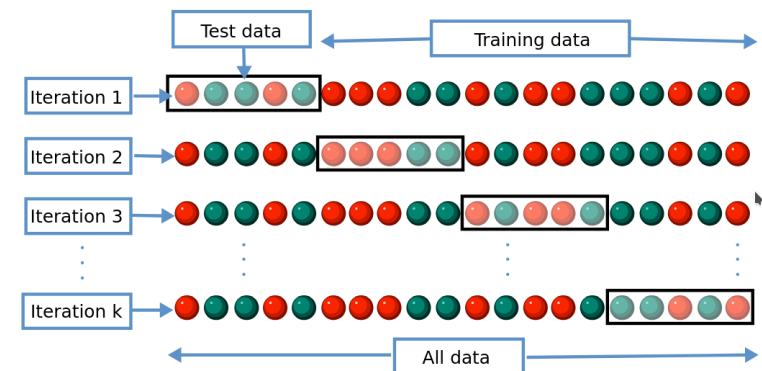 Test data
Training data
Iteration 1
Iteration 2
Iteration 3
Iteration k
All data